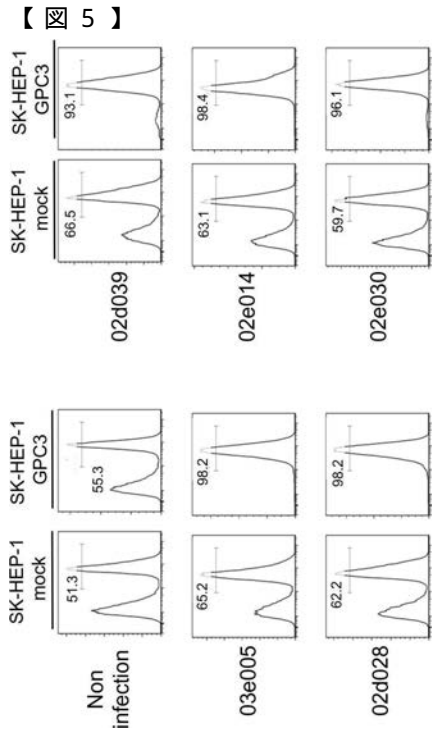 【図5】
SK-HEP-1 mock
SK-HEP-1 GPC3
SK-HEP-1 mock
SK-HEP-1 GPC3
Non infection
51.3
55.3
02d039
66.5
93.1
03e005
65.2
98.2
02e014
63.1
98.4
02d028
62.2
98.2
02e030
59.7
96.1